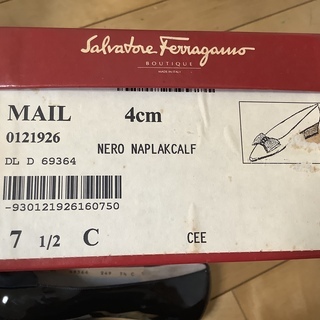 Salvatore Ferragamo
BOUTIQUE
MADE IN ITALY
MAIL 4cm
0121926 NERO NAPLAKCALF
DL D 69364
-930121926160750
7 1/2 C CEE